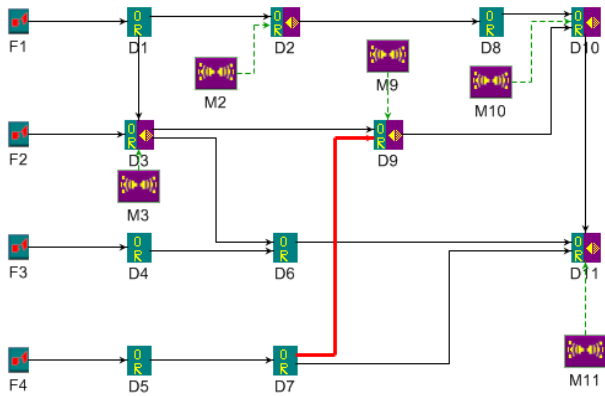 O O O O
R R R R
F1 D1 D2 D8 D10
M9
M2 M10
O O
R R
F2 D3 D9
M3
O O O
R R R
F3 D4 D6 D11
O O
R R
F4 D5 D7 M11